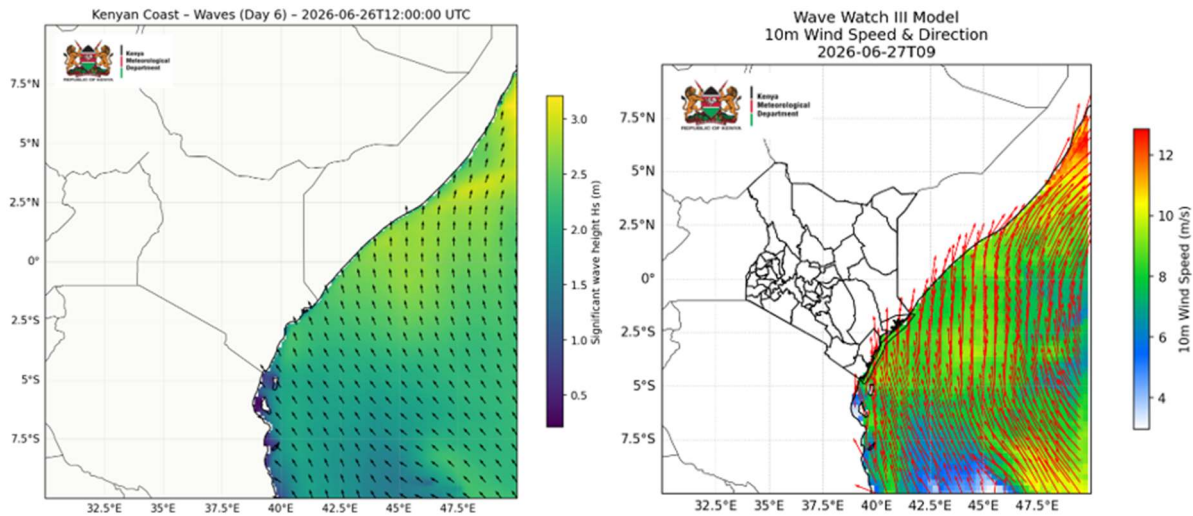 Kenyan Coast – Waves (Day 6) – 2026-06-26T12:00:00 UTC
Kenya
Meteorological
Department
REPUBLIC OF KENYA
7.5°N
5°N
2.5°N
0°
2.5°S
5°S
7.5°S
32.5°E
35°E
37.5°E
40°E
42.5°E
45°E
47.5°E
3.0
2.5
2.0
1.5
1.0
0.5
Significant wave height Hs (m)
Wave Watch III Model
10m Wind Speed & Direction
2026-06-27T09
Kenya
Meteorological
Department
REPUBLIC OF KENYA
7.5°N
5°N
2.5°N
0°
2.5°S
5°S
7.5°S
32.5°E
35°E
37.5°E
40°E
42.5°E
45°E
47.5°E
12
10
8
6
4
10m Wind Speed (m/s)